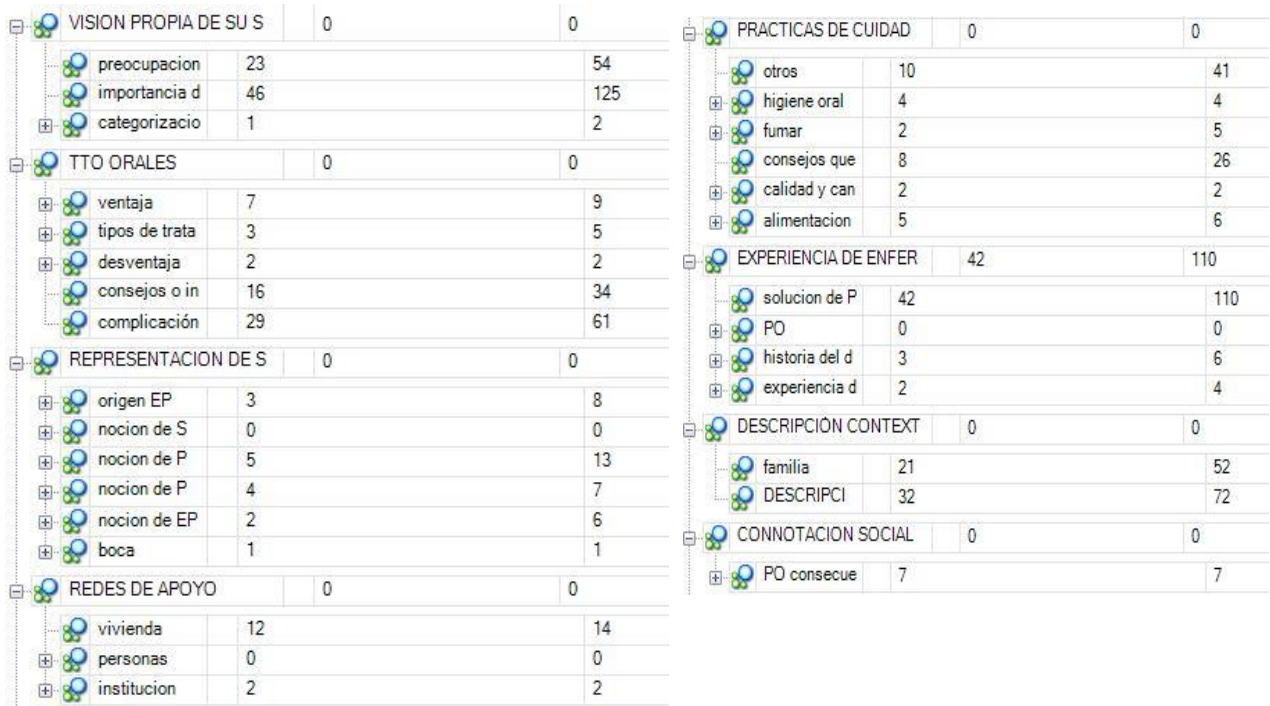 VISION PROPIA DE SU S 0 0
preocupacion 23 54
importancia d 46 125
categorizacio 1 2
TTO ORALES 0 0
ventaja 7 9
tipos de trata 3 5
desventaja 2 2
consejos o in 16 34
complicación 29 61
REPRESENTACION DE S 0 0
origen EP 3 8
nocion de S 0 0
nocion de P 5 13
nocion de P 4 7
nocion de EP 2 6
boca 1 1
REDES DE APOYO 0 0
vivienda 12 14
personas 0 0
institucion 2 2
PRACTICAS DE CUIDAD 0 0
otros 10 41
higiene oral 4 4
fumar 2 5
consejos que 8 26
calidad y can 2 2
alimentacion 5 6
EXPERIENCIA DE ENFER 42 110
solucion de P 42 110
PO 0 0
historia del d 3 6
experiencia d 2 4
DESCRIPCIÓN CONTEXT 0 0
familia 21 52
DESCRIPCI 32 72
CONNOTACION SOCIAL 0 0
PO consecue 7 7